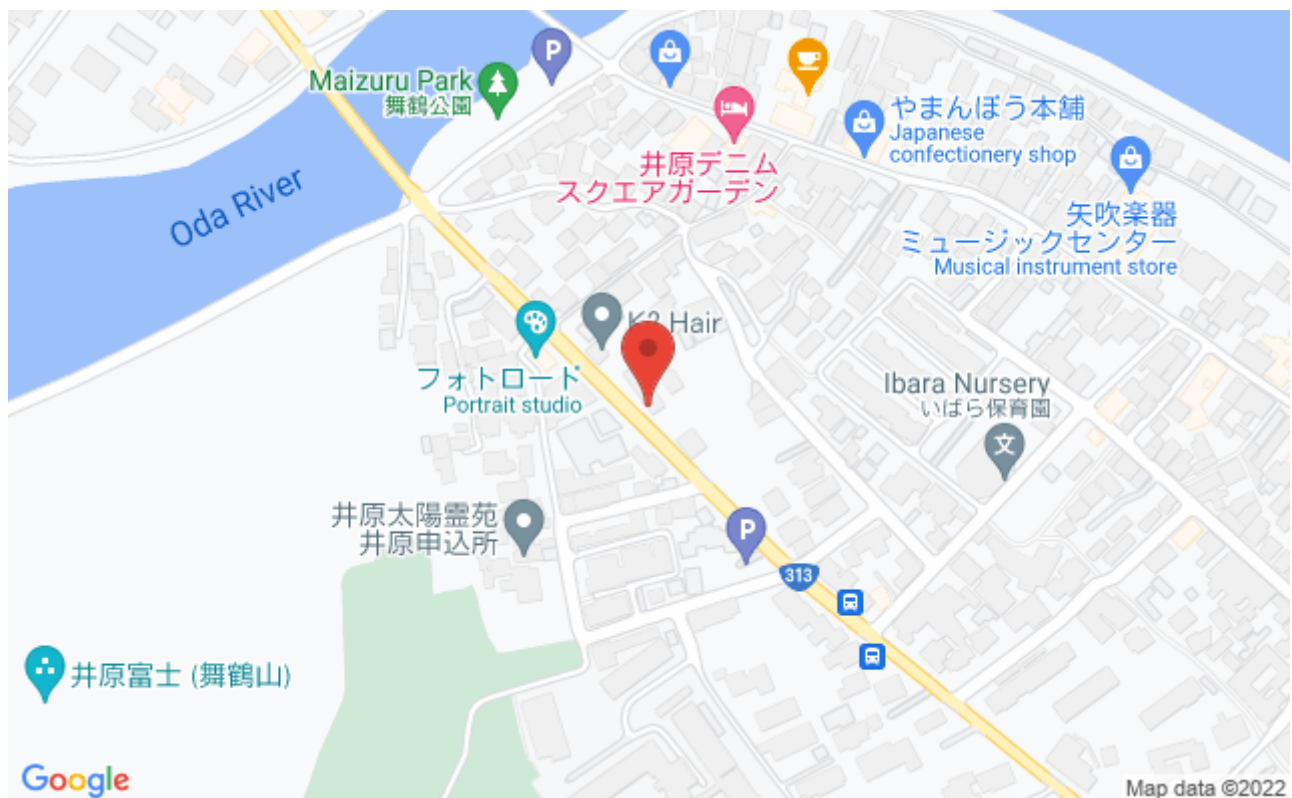 Maizuru Park
舞鶴公園
P
やまんぼう本舗
Japanese
confectionery shop
井原デニム
スクエアガーデン
Oda River
矢吹楽器
ミュージックセンター
Musical instrument store
K2 Hair
フォトロード
Portrait studio
Ibara Nursery
いばら保育園
文
井原太陽霊苑
井原申込所
P
313
井原富士 (舞鶴山)
Google
Map data ©2022